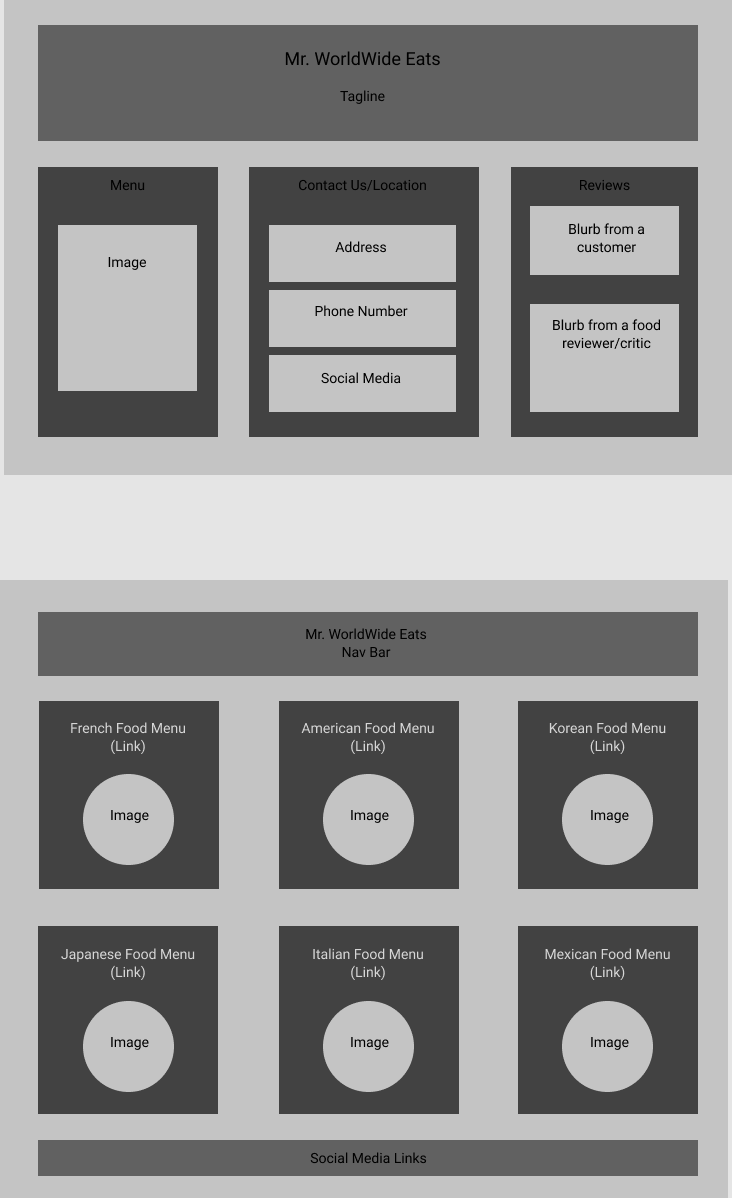 Mr. WorldWide Eats
Tagline
Menu
Image
Contact Us/Location
Address
Phone Number
Social Media
Reviews
Blurb from a
customer
Blurb from a food
reviewer/critic
Mr. WorldWide Eats
Nav Bar
French Food Menu
(Link)
Image
American Food Menu
(Link)
Image
Korean Food Menu
(Link)
Image
Japanese Food Menu
(Link)
Image
Italian Food Menu
(Link)
Image
Mexican Food Menu
(Link)
Image
Social Media Links